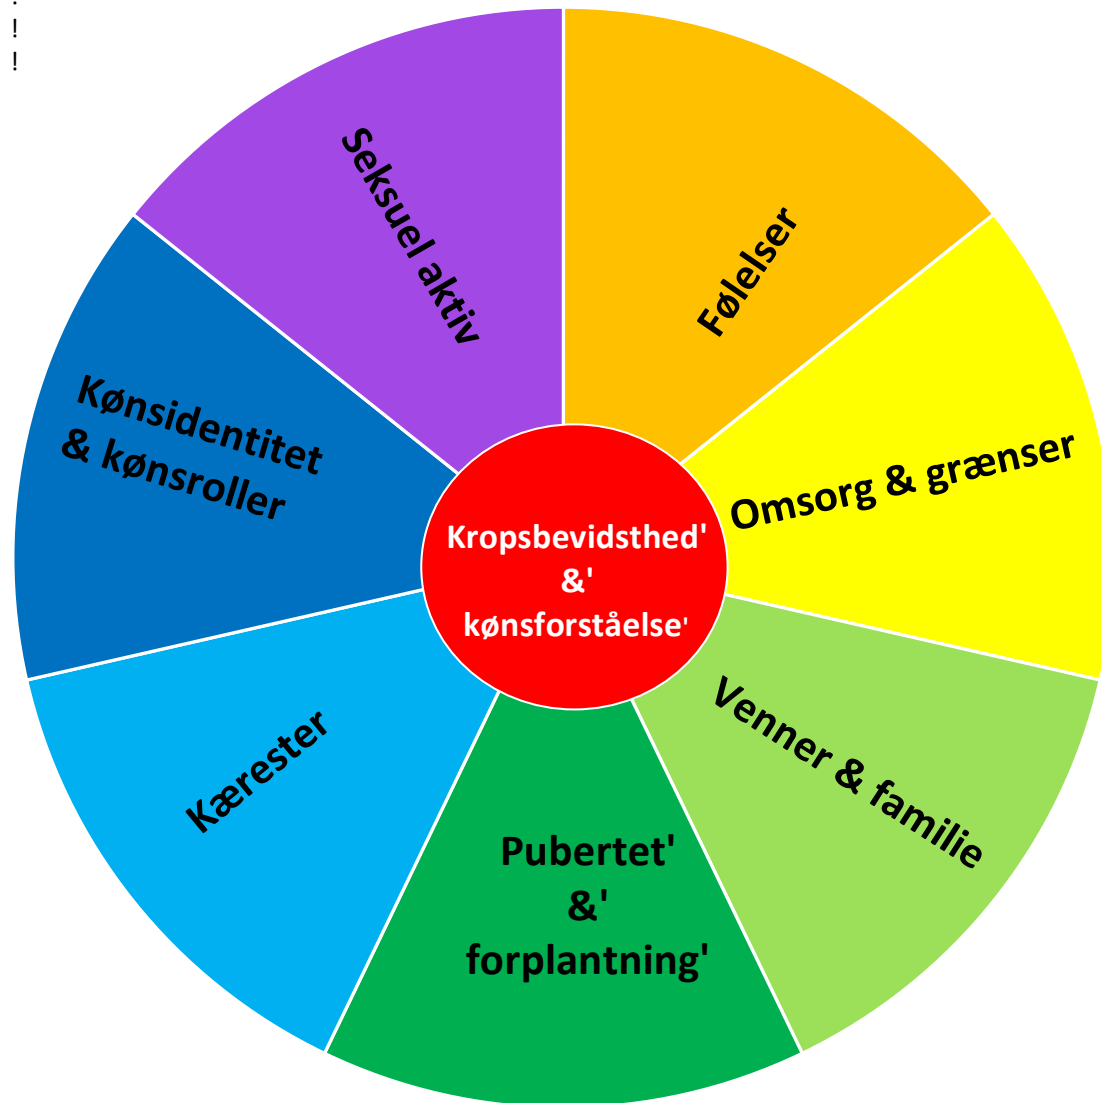 !
!
Seksuel aktiv
Følelser
Omsorg & grænser
Venner & familie
Pubertet'
&'
forplantning'
Kærester
Kønsidentitet
& kønsroller
Kropsbevidsthed'
&'
kønsforståelse'